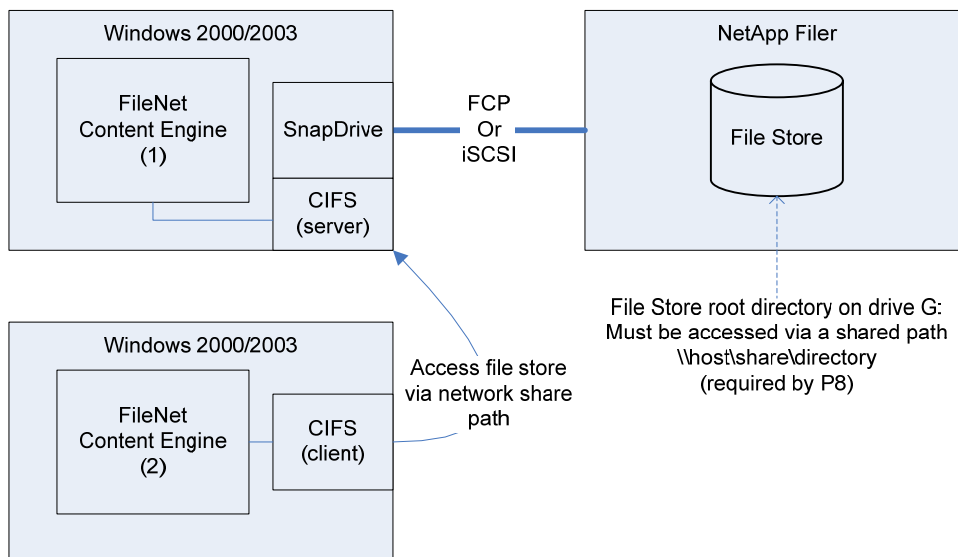 Windows 2000/2003
FileNet
Content Engine
(1)
SnapDrive
CIFS
(server)
FCP
Or
iSCSI
NetApp Filer
File Store
File Store root directory on drive G:
Must be accessed via a shared path
\\host\share\directory
(required by P8)
Windows 2000/2003
FileNet
Content Engine
(2)
CIFS
(client)
Access file store
via network share
path